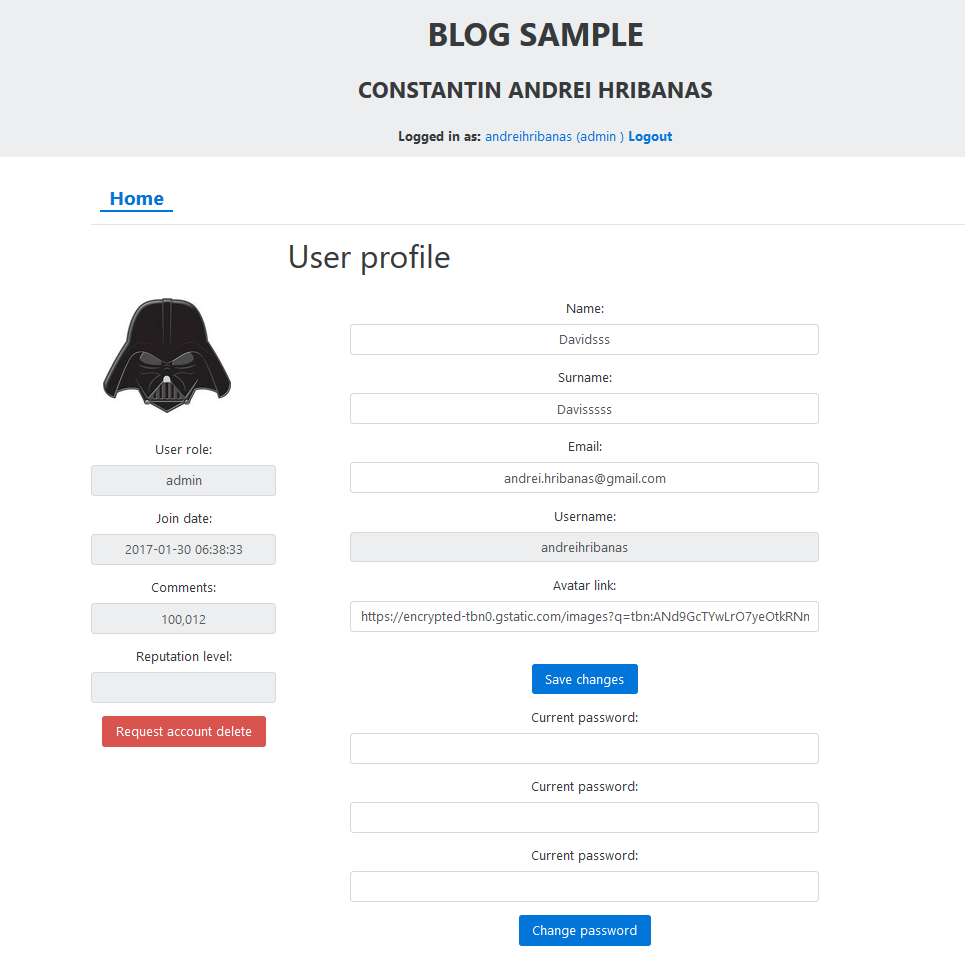 BLOG SAMPLE
CONSTANTIN ANDREI HRIBANAS
Logged in as: andreihribanas (admin ) Logout
Home
User profile
User role:
admin
Join date:
2017-01-30 06:38:33
Comments:
100,012
Reputation level:
Request account delete
Name:
Davidsss
Surname:
Davisssss
Email:
andrei.hribanas@gmail.com
Username:
andreihribanas
Avatar link:
https://encrypted-tbn0.gstatic.com/images?q=tbn:ANd9GcTYwLrO7yeOtkRNn
Save changes
Current password:
Current password:
Current password:
Change password